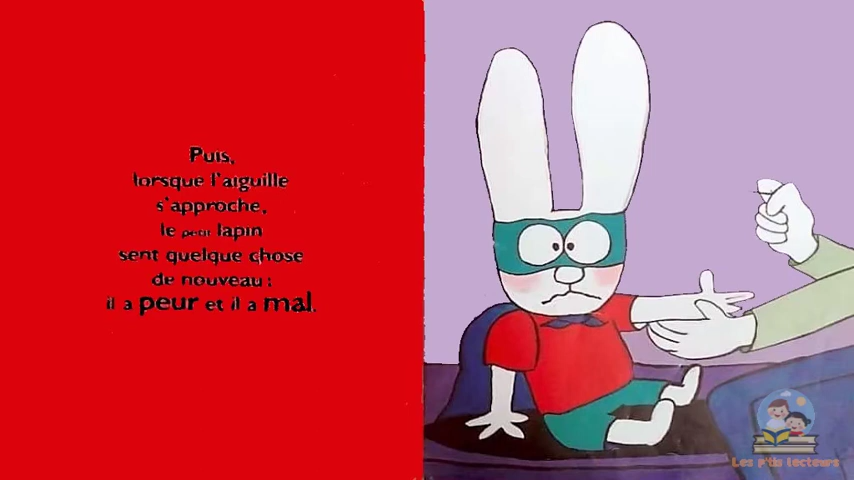 Puis,
lorsque l'aiguille
s'approche,
le petit lapin
sent quelque chose
de nouveau :
il a peur et il a mal.
Les p'tis lecteurs